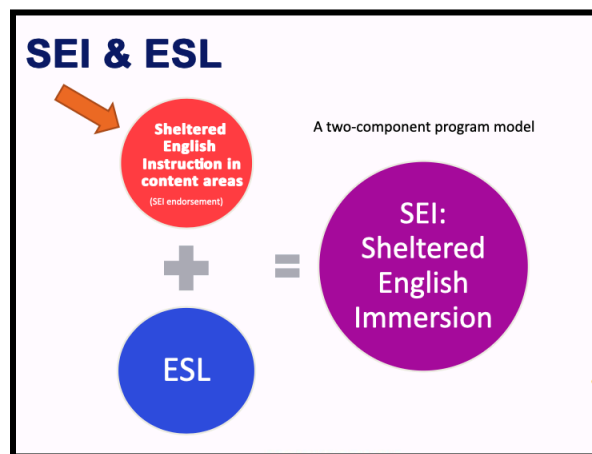 SEI & ESL
Sheltered
English
Instruction in
content areas
(SEI endorsement)
A two-component program model
+
=
SEI:
Sheltered
English
Immersion
ESL